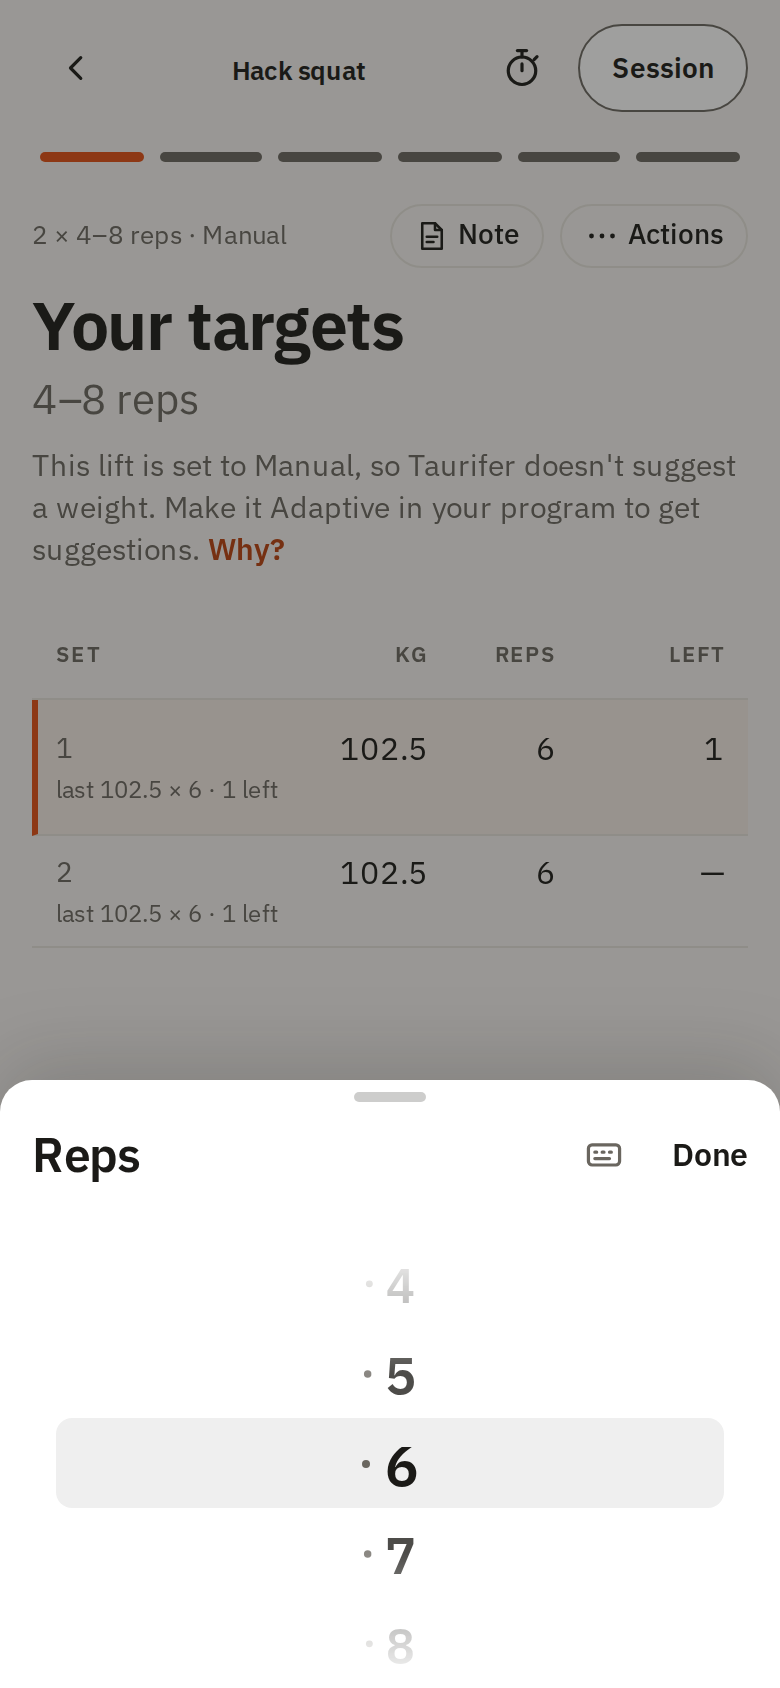 Hack squat
Session
2 × 4–8 reps · Manual
Note
Actions
Your targets
4–8 reps
This lift is set to Manual, so Taurifer doesn't suggest
a weight. Make it Adaptive in your program to get
suggestions. Why?
SET KG REPS LEFT
1 102.5 6 1
last 102.5 × 6 · 1 left
2 102.5 6 —
last 102.5 × 6 · 1 left
Reps
Done
· 4
· 5
· 6
· 7
· 8